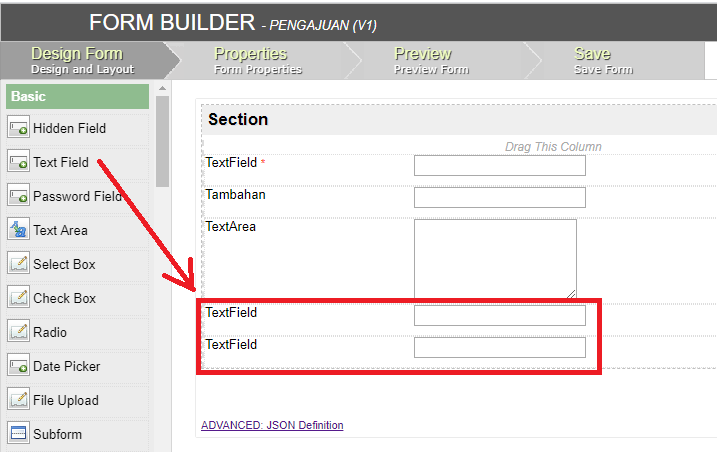 FORM BUILDER - PENGAJUAN (V1)
Design Form
Design and Layout
Properties
Form Properties
Preview
Preview Form
Save
Save Form
Basic
Hidden Field
Text Field
Password Field
Text Area
Select Box
Check Box
Radio
Date Picker
File Upload
Subform
Section
Drag This Column
TextField *
Tambahan
TextArea
TextField
TextField
ADVANCED: JSON Definition